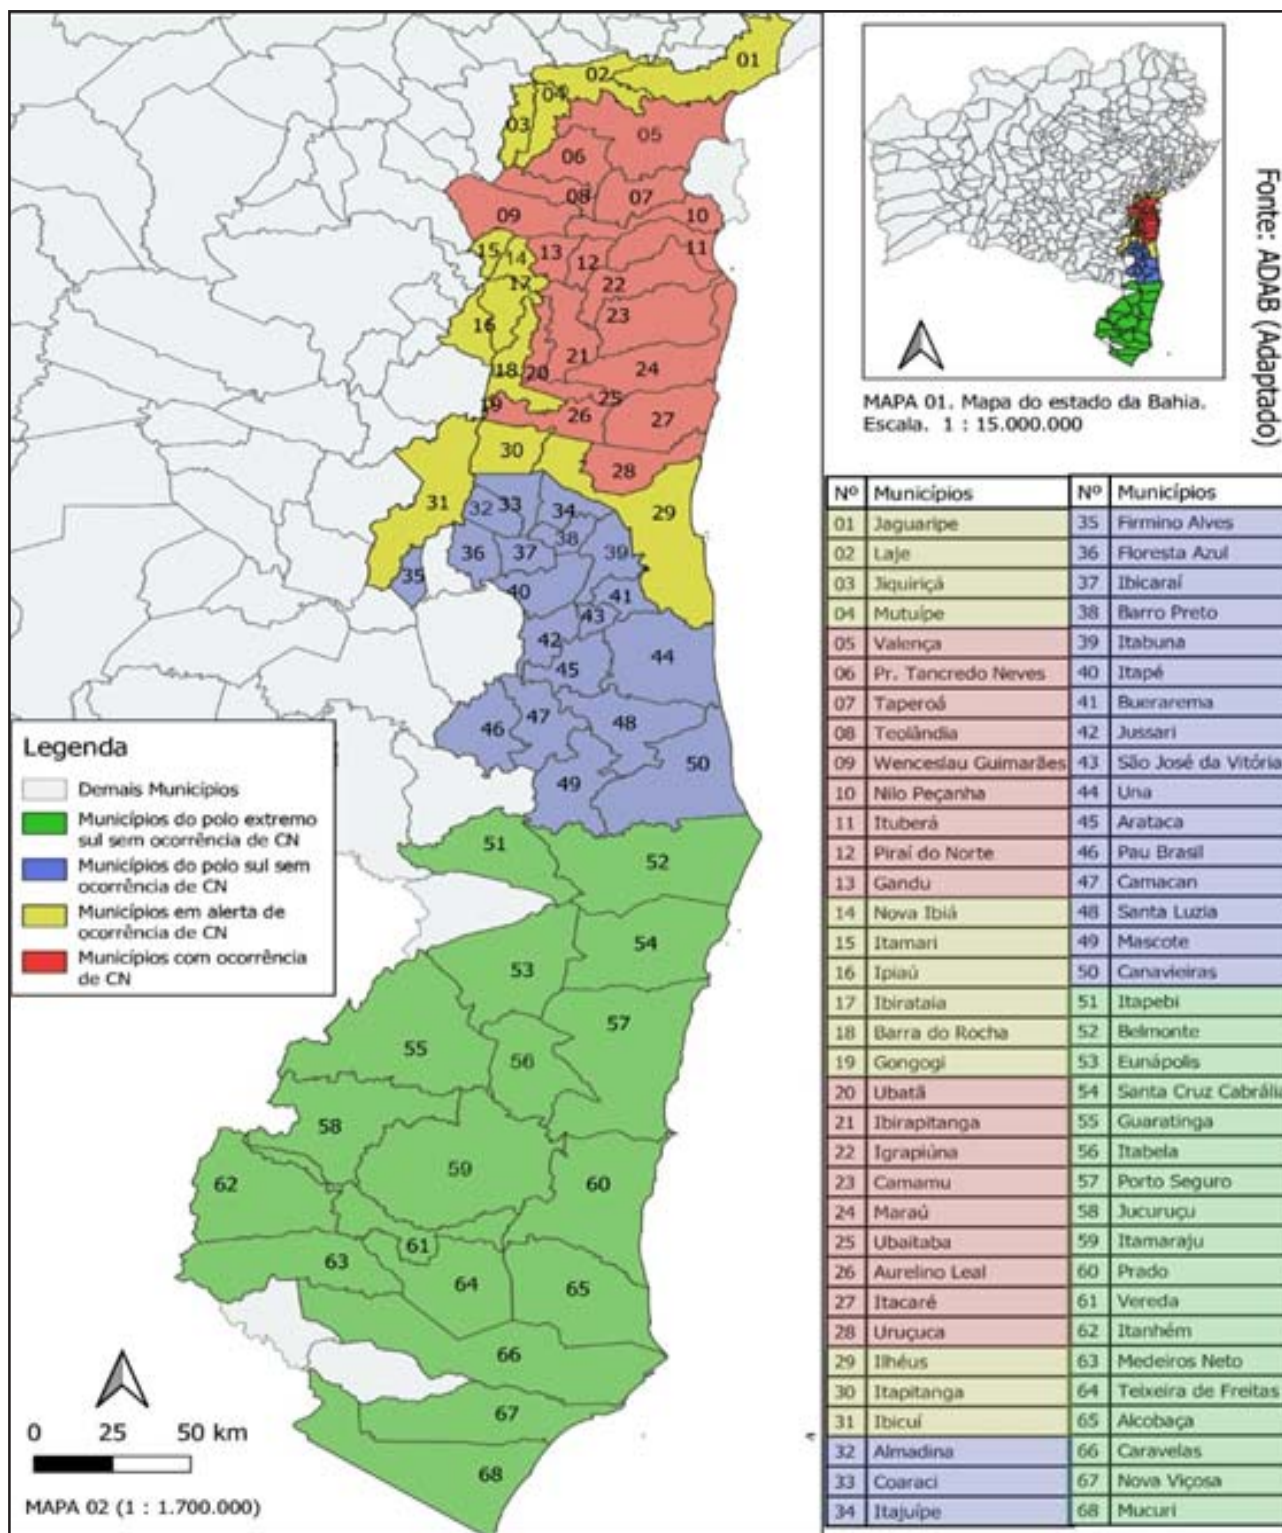 01
02
04
03
05
06
08
07
09
10
15
14
13
12
11
17
22
16
23
21
18
20
24
19
25
26
27
30
28
31
29
32
33
34
38
36
37
39
35
40
41
43
42
44
45
46
47
48
49
50
51
52
54
53
57
55
56
58
59
62
60
61
63
64
65
66
67
68
Legenda
Demais Municípios
Municípios do polo extremo
sul sem ocorrência de CN
Municípios do polo sul sem
ocorrência de CN
Municípios em alerta de
ocorrência de CN
Municípios com ocorrência
de CN
0 25 50 km
MAPA 02 (1 : 1.700.000)
MAPA 01. Mapa do estado da Bahia.
Escala. 1 : 15.000.000
Fonte: ADAB (Adaptado)
Nº Municípios Nº Municípios
01 Jaguaripe 35 Firmino Alves
02 Laje 36 Floresta Azul
03 Jiquiriçá 37 Ibicaraí
04 Mutuípe 38 Barro Preto
05 Valença 39 Itabuna
06 Pr. Tancredo Neves 40 Itapé
07 Taperoá 41 Buerarema
08 Teolândia 42 Jussari
09 Wenceslau Guimarães 43 São José da Vitória
10 Nilo Peçanha 44 Una
11 Ituberá 45 Arataca
12 Piraí do Norte 46 Pau Brasil
13 Gandu 47 Camacan
14 Nova Ibiá 48 Santa Luzia
15 Itamari 49 Mascote
16 Ipiaú 50 Canavieiras
17 Ibirataia 51 Itapebi
18 Barra do Rocha 52 Belmonte
19 Gongogi 53 Eunápolis
20 Ubatã 54 Santa Cruz Cabrália
21 Ibirapitanga 55 Guaratinga
22 Igrapiúna 56 Itabela
23 Camamu 57 Porto Seguro
24 Maraú 58 Jucuruçu
25 Ubaitaba 59 Itamaraju
26 Aurelino Leal 60 Prado
27 Itacaré 61 Vereda
28 Uruçuca 62 Itanhém
29 Ilhéus 63 Medeiros Neto
30 Itapitanga 64 Teixeira de Freitas
31 Ibicuí 65 Alcobaça
32 Almadina 66 Caravelas
33 Coaraci 67 Nova Viçosa
34 Itajuípe 68 Mucuri